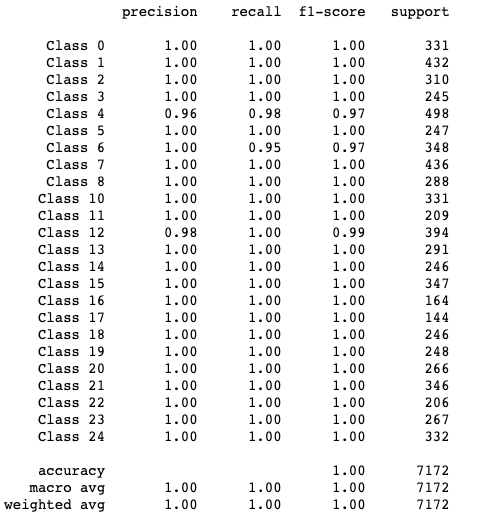 precision recall f1-score support
Class 0 1.00 1.00 1.00 331
Class 1 1.00 1.00 1.00 432
Class 2 1.00 1.00 1.00 310
Class 3 1.00 1.00 1.00 245
Class 4 0.96 0.98 0.97 498
Class 5 1.00 1.00 1.00 247
Class 6 1.00 0.95 0.97 348
Class 7 1.00 1.00 1.00 436
Class 8 1.00 1.00 1.00 288
Class 10 1.00 1.00 1.00 331
Class 11 1.00 1.00 1.00 209
Class 12 0.98 1.00 0.99 394
Class 13 1.00 1.00 1.00 291
Class 14 1.00 1.00 1.00 246
Class 15 1.00 1.00 1.00 347
Class 16 1.00 1.00 1.00 164
Class 17 1.00 1.00 1.00 144
Class 18 1.00 1.00 1.00 246
Class 19 1.00 1.00 1.00 248
Class 20 1.00 1.00 1.00 266
Class 21 1.00 1.00 1.00 346
Class 22 1.00 1.00 1.00 206
Class 23 1.00 1.00 1.00 267
Class 24 1.00 1.00 1.00 332
accuracy 1.00 7172
macro avg 1.00 1.00 1.00 7172
weighted avg 1.00 1.00 1.00 7172